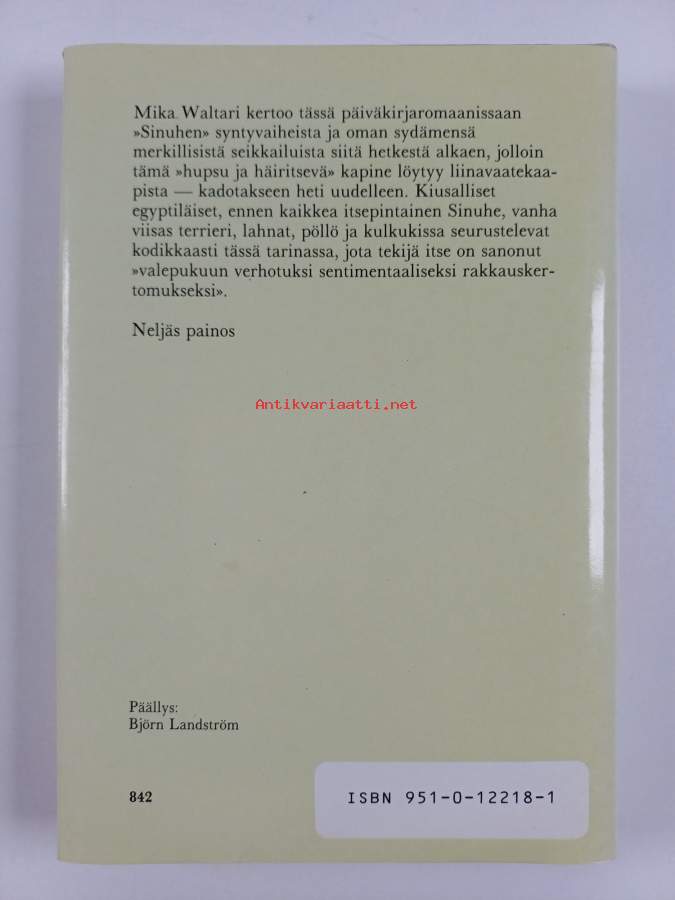 Mika Waltari kertoo tässä päiväkirjaromaanissaan
»Sinuhen» syntyvaiheista ja oman sydämensä
merkillisistä seikkailuista siitä hetkestä alkaen, jolloin
tämä »hupsu ja häiritsevä» kapine löytyy liinavaatekaa-
pista — kadotakseen heti uudelleen. Kiusalliset
egyptiläiset, ennen kaikkea itsepintainen Sinuhe, vanha
viisas terrieri, lahnat, pöllö ja kulkukissa seurustelevat
kodikkaasti tässä tarinassa, jota tekijä itse on sanonut
»valepukuun verhotuksi sentimentaaliseksi rakkausker-
tomukseksi».
Neljäs painos
Antikvariaatti.net
Päällys:
Björn Landström
842
ISBN 951-0-12218-1